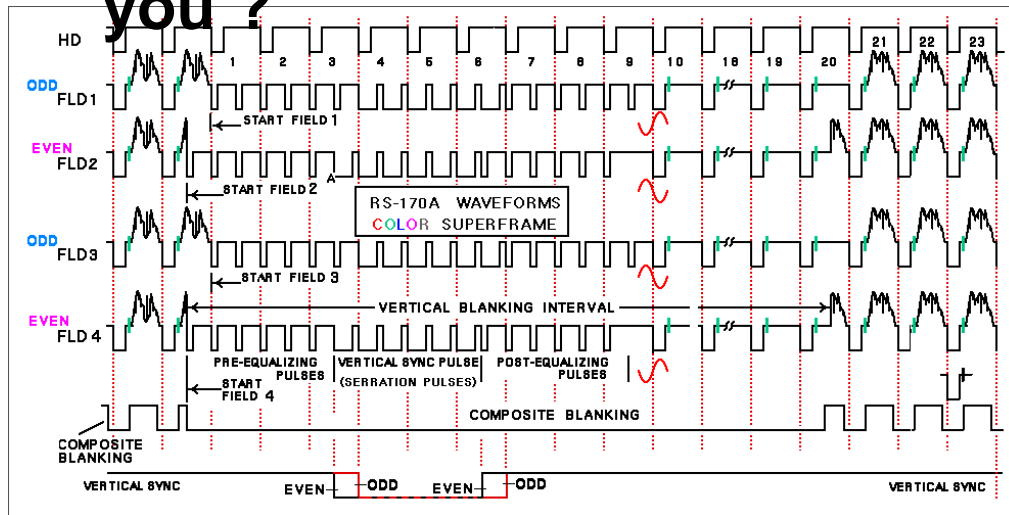 you ?
HD
1 2 3 4 5 6 7 8 9 10 18 19 20 21 22 23
ODD
FLD1
START FIELD 1
EVEN
FLD2
A
START FIELD 2
RS-170A WAVEFORMS
COLOR SUPERFRAME
ODD
FLD3
START FIELD 3
VERTICAL BLANKING INTERVAL
EVEN
FLD 4
PRE-EQUALIZING
PULSES
VERTICAL SYNC PULSE
(SERRATION PULSES)
POST-EQUALIZING
PULSES
START
FIELD 4
COMPOSITE BLANKING
COMPOSITE
BLANKING
VERTICAL SYNC
EVEN
ODD
EVEN
ODD
VERTICAL SYNC